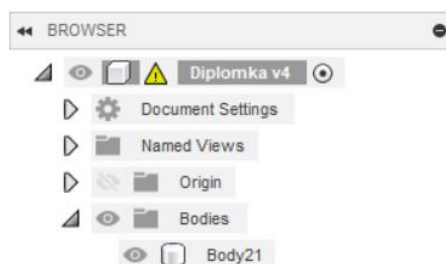 BROWSER
Diplomka v4
Document Settings
Named Views
Origin
Bodies
Body21